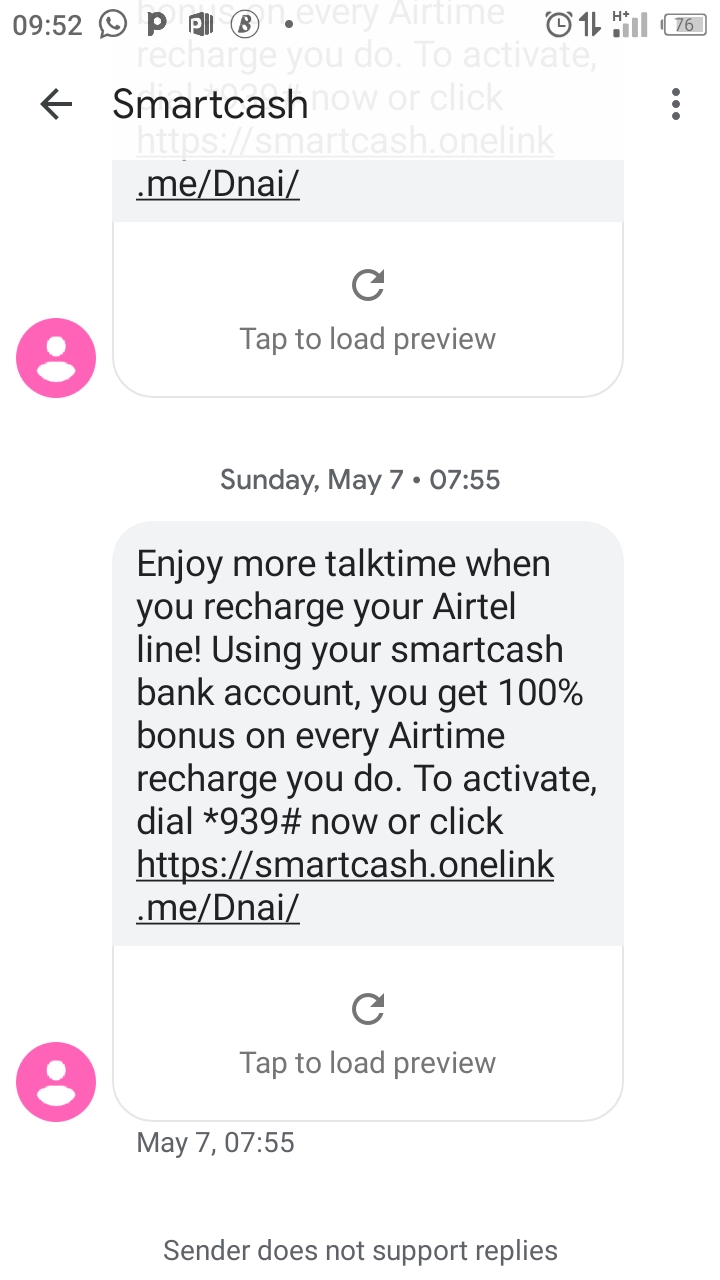 09:52
H+
76
bonus on every Airtime
recharge you do. To activate,
Smartcash
dial *939# now or click
https://smartcash.onelink
.me/Dnai/
Tap to load preview
Sunday, May 7 • 07:55
Enjoy more talktime when
you recharge your Airtel
line! Using your smartcash
bank account, you get 100%
bonus on every Airtime
recharge you do. To activate,
dial *939# now or click
https://smartcash.onelink
.me/Dnai/
Tap to load preview
May 7, 07:55
Sender does not support replies